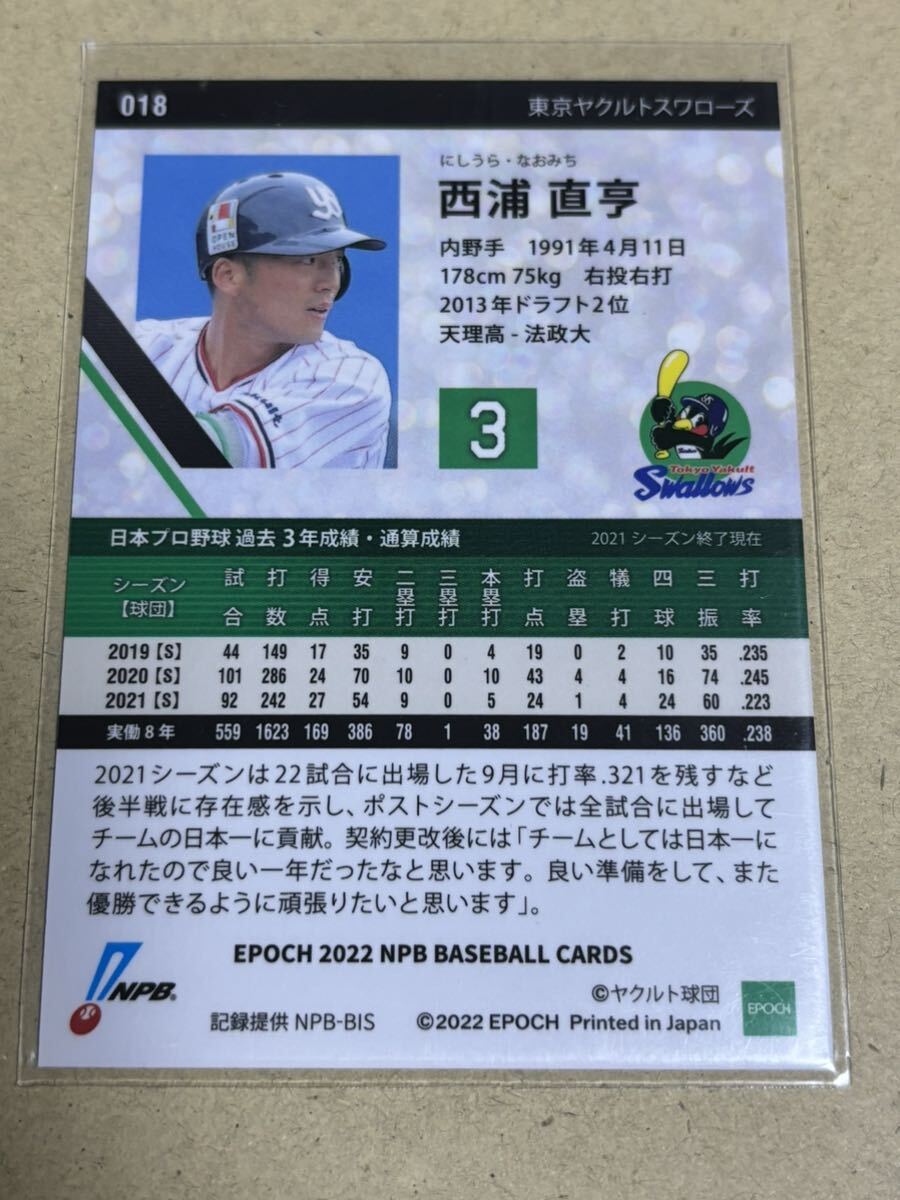 018 東京ヤクルトスワローズ
にしうら・なおみち
西浦 直亨
内野手 1991年4月11日
178cm 75kg 右投右打
2013年ドラフト2位
天理高 - 法政大
OPEN
HOUSE
3
Tokyo Yakult
Swallows
日本プロ野球 過去 3年成績・通算成績 2021 シーズン終了現在
シーズン【球団】 試合 打数 得点 安打 二塁打 三塁打 本塁打 打点 盗塁 犠打 四球 三振 打率
2019【S】 44 149 17 35 9 0 4 19 0 2 10 35 .235
2020【S】 101 286 24 70 10 0 10 43 4 4 16 74 .245
2021【S】 92 242 27 54 9 0 5 24 1 4 24 60 .223
実働8年 559 1623 169 386 78 1 38 187 19 41 136 360 .238
2021シーズンは22試合に出場した9月に打率.321を残すなど
後半戦に存在感を示し、ポストシーズンでは全試合に出場して
チームの日本一に貢献。契約更改後には「チームとしては日本一に
なれたので良い一年だったなと思います。良い準備をして、また
優勝できるように頑張りたいと思います」。
EPOCH 2022 NPB BASEBALL CARDS
NPB
©ヤクルト球団
記録提供 NPB-BIS ©2022 EPOCH Printed in Japan
EPOCH